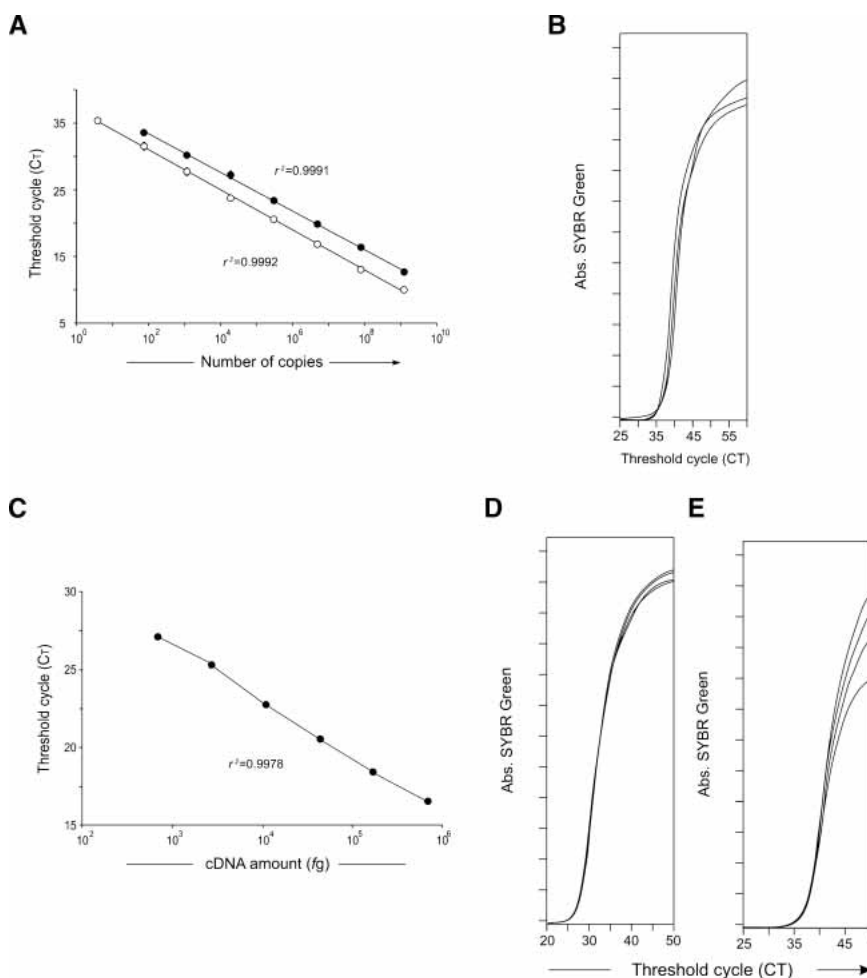 A
Threshold cycle (CT)
35
25
15
5
r²=0.9991
r²=0.9992
10⁰ 10² 10⁴ 10⁶ 10⁸ 10¹⁰
Number of copies
B
Abs. SYBR Green
25 35 45 55
Threshold cycle (CT)
C
Threshold cycle (CT)
30
25
20
15
r²=0.9978
10² 10³ 10⁴ 10⁵ 10⁶
cDNA amount (fg)
D
Abs. SYBR Green
20 30 40 50
E
Abs. SYBR Green
25 35 45
Threshold cycle (CT)